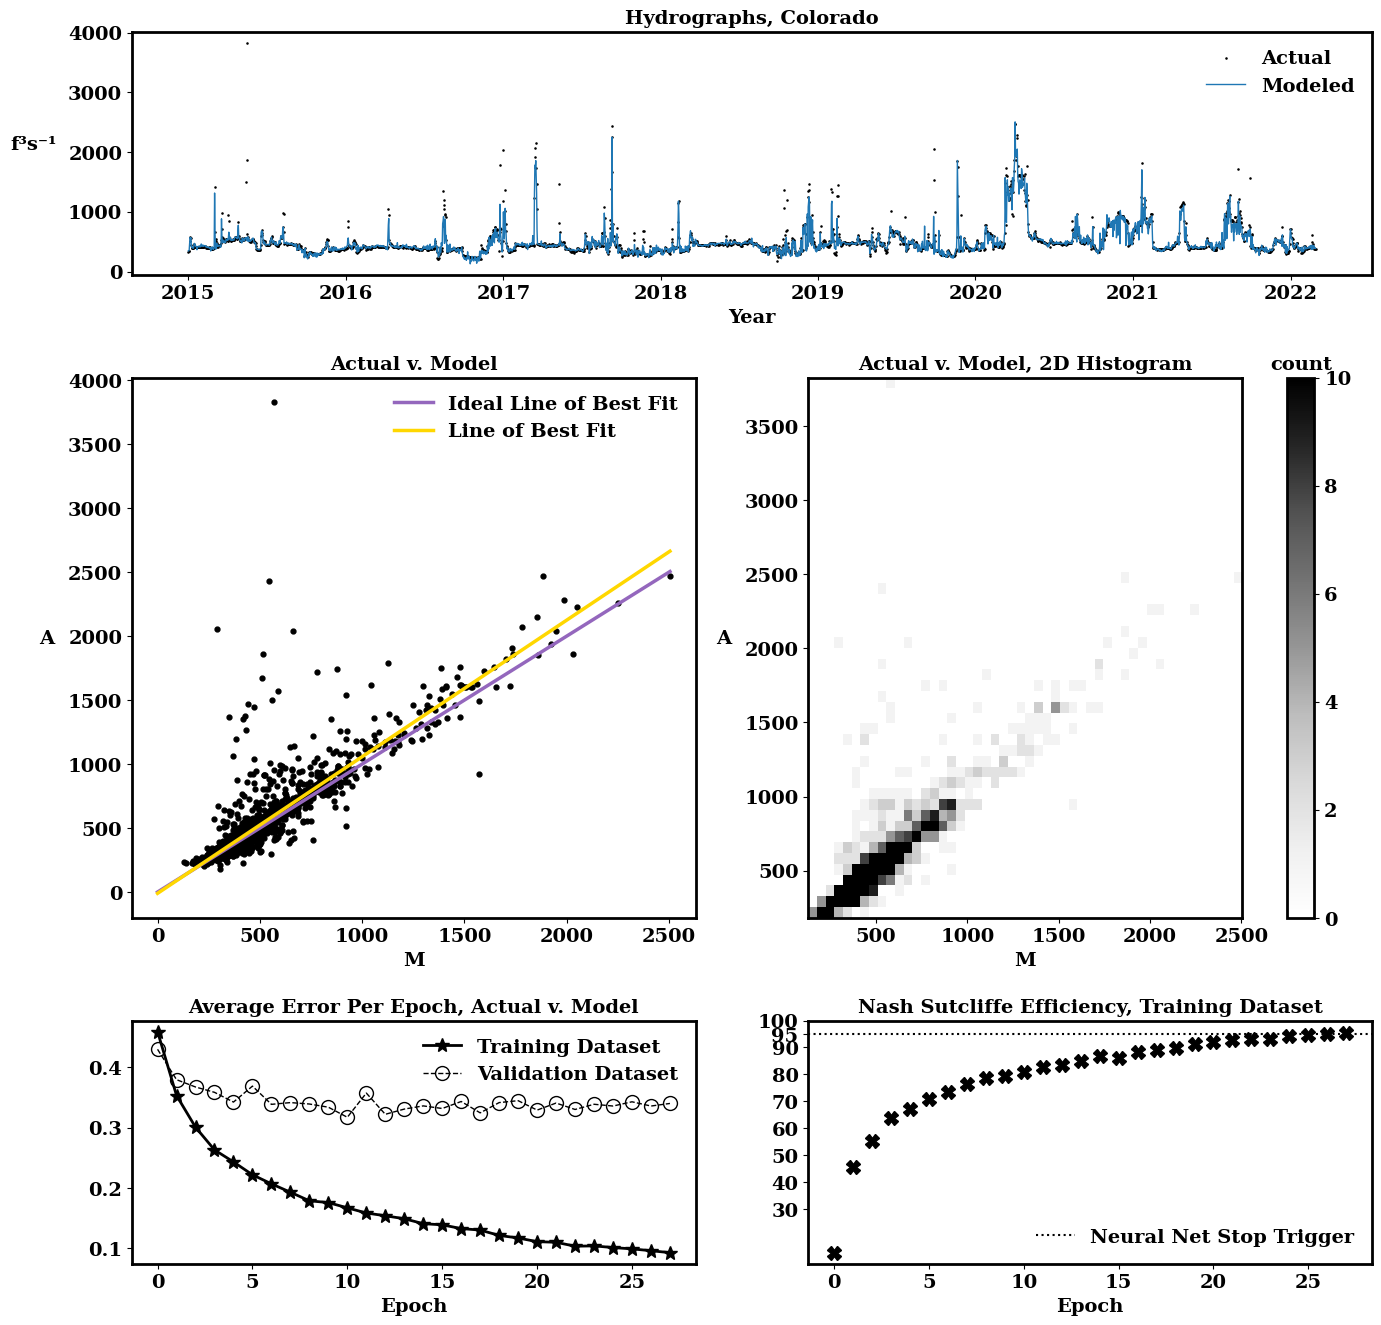 Hydrographs, Colorado
4000
3000
2000
1000
0
f³s⁻¹
Actual
Modeled
2015 2016 2017 2018 2019 2020 2021 2022
Year
Actual v. Model
4000
3500
3000
2500
2000
1500
1000
500
0
A
Ideal Line of Best Fit
Line of Best Fit
0 500 1000 1500 2000 2500
M
Actual v. Model, 2D Histogram
3500
3000
2500
2000
1500
1000
500
A
500 1000 1500 2000 2500
M
count
10
8
6
4
2
0
Average Error Per Epoch, Actual v. Model
0.4
0.3
0.2
0.1
Training Dataset
Validation Dataset
0 5 10 15 20 25
Epoch
Nash Sutcliffe Efficiency, Training Dataset
100
95
90
80
70
60
50
40
30
Neural Net Stop Trigger
0 5 10 15 20 25
Epoch